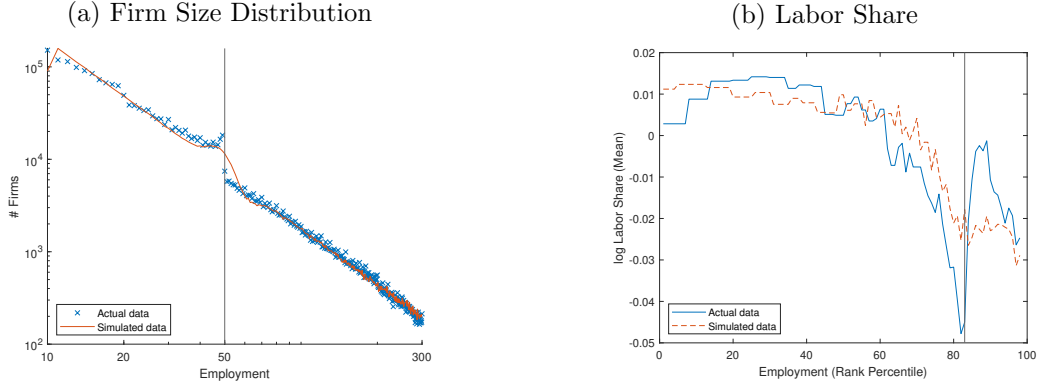 (a) Firm Size Distribution
10^5
10^4
10^3
10^2
# Firms
10
20
50
300
Employment
Actual data
Simulated data
(b) Labor Share
0.02
0.01
0
-0.01
-0.02
-0.03
-0.04
-0.05
log Labor Share (Mean)
0
20
40
60
80
100
Employment (Rank Percentile)
Actual data
Simulated data